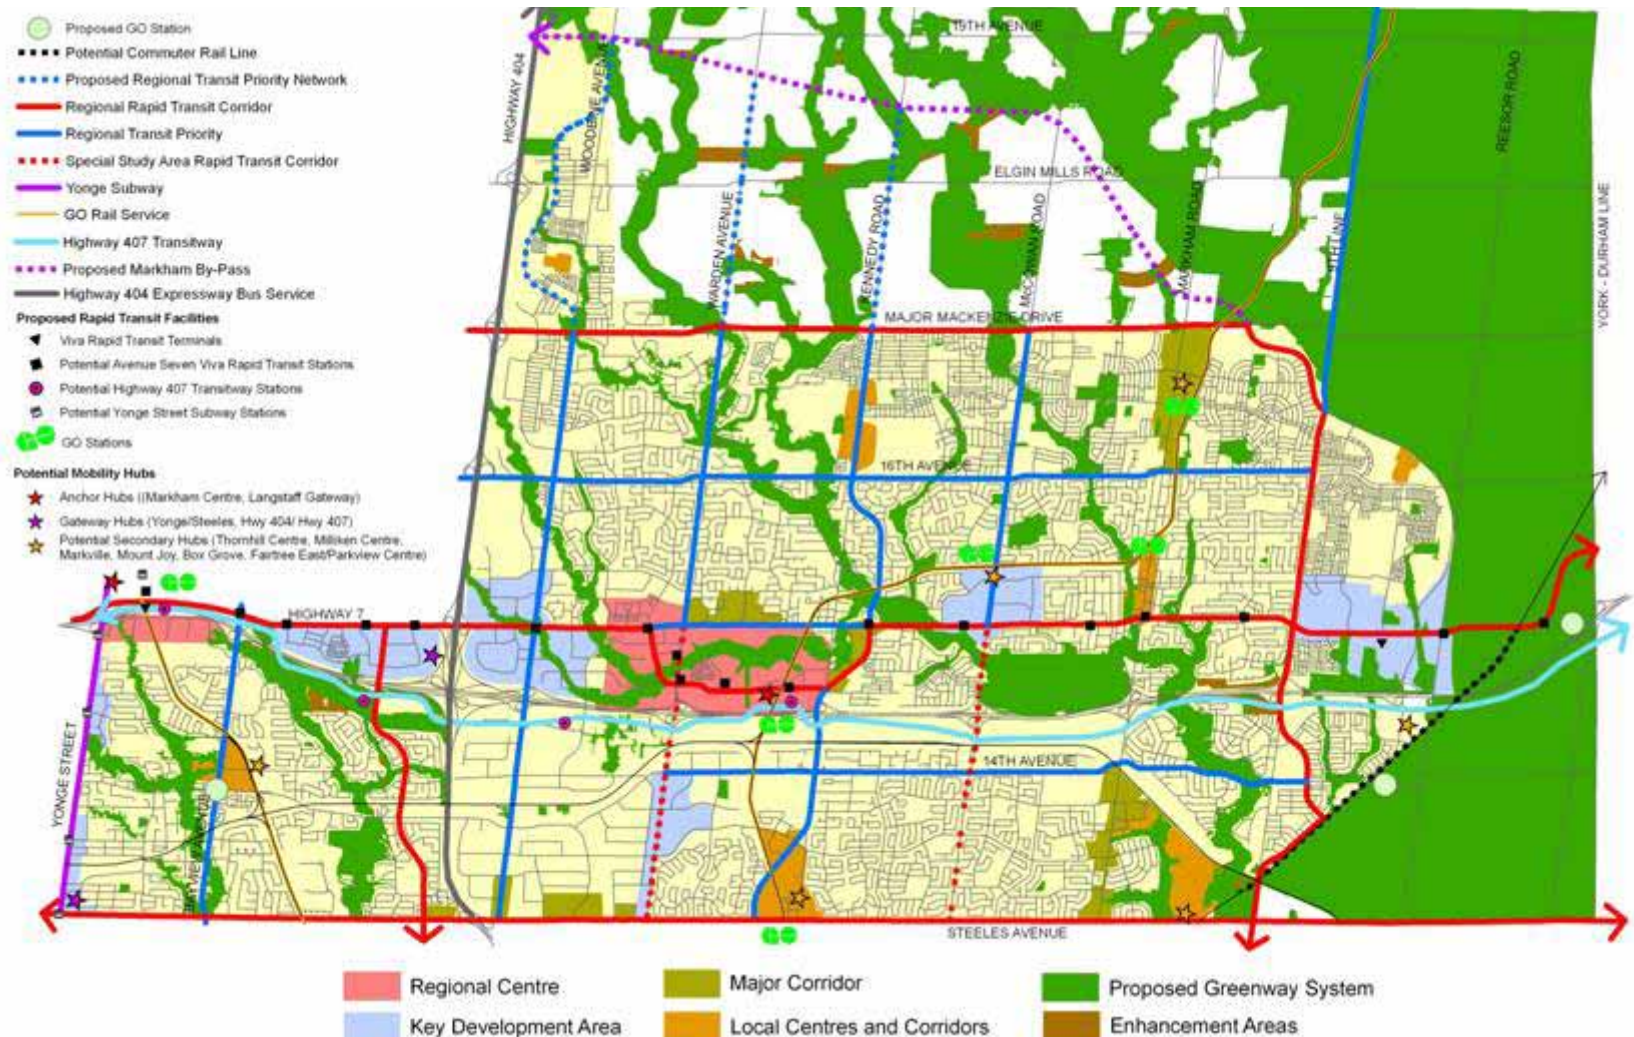 Proposed GO Station
Potential Commuter Rail Line
Proposed Regional Transit Priority Network
Regional Rapid Transit Corridor
Regional Transit Priority
Special Study Area Rapid Transit Corridor
Yonge Subway
GO Rail Service
Highway 407 Transitway
Proposed Markham By-Pass
Highway 404 Expressway Bus Service
Proposed Rapid Transit Facilities
Viva Rapid Transit Terminals
Potential Avenue Seven Viva Rapid Transit Stations
Potential Highway 407 Transitway Stations
Potential Yonge Street Subway Stations
GO Stations
Potential Mobility Hubs
Anchor Hubs ((Markham Centre, Langstaff Gateway)
Gateway Hubs (Yonge/Steeles, Hwy 404/ Hwy 407)
Potential Secondary Hubs (Thornhill Centre, Milliken Centre,
Markville, Mount Joy, Box Grove, Fairtree East/Parkview Centre)
19TH AVENUE
HIGHWAY 404
WOODBINE AVENUE
REESOR ROAD
ELGIN MILLS ROAD
WARDEN AVENUE
KENNEDY ROAD
McCOWAN ROAD
MARKHAM ROAD
9TH LINE
YORK - DURHAM LINE
MAJOR MACKENZIE DRIVE
16TH AVENUE
HIGHWAY 7
YONGE STREET
14TH AVENUE
STEELES AVENUE
Regional Centre
Major Corridor
Proposed Greenway System
Key Development Area
Local Centres and Corridors
Enhancement Areas